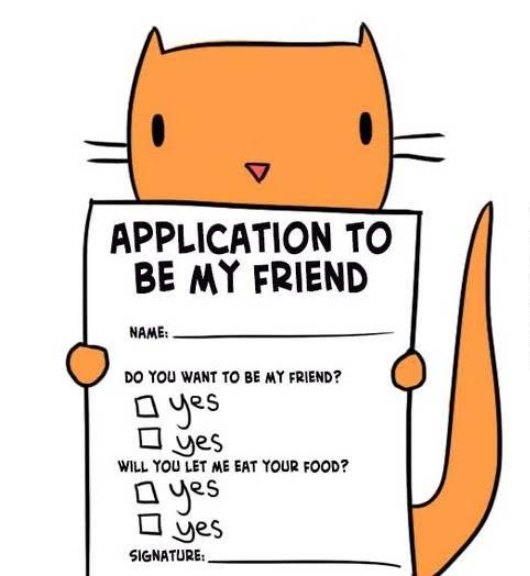 APPLICATION TO
BE MY FRIEND
NAME:
DO YOU WANT TO BE MY FRIEND?
yes
yes
WILL YOU LET ME EAT YOUR FOOD?
yes
yes
SIGNATURE: